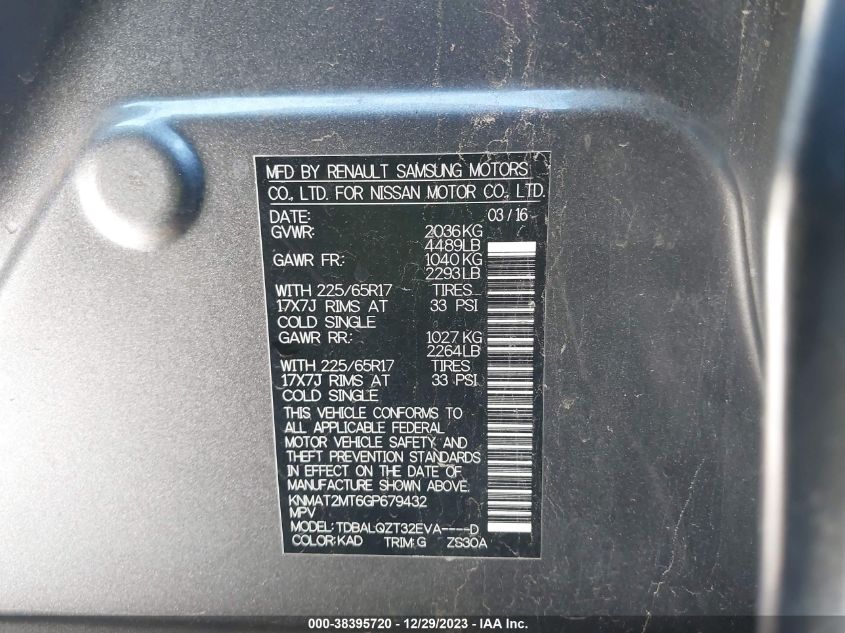 MFD BY RENAULT SAMSUNG MOTORS
CO., LTD. FOR NISSAN MOTOR CO., LTD.
DATE: 03/16
GVWR: 2036KG
4489LB
GAWR FR: 1040KG
2293LB
WITH 225/65R17 TIRES
17X7J RIMS AT 33 PSI
COLD SINGLE
GAWR RR: 1027KG
2264LB
WITH 225/65R17 TIRES
17X7J RIMS AT 33 PSI
COLD SINGLE
THIS VEHICLE CONFORMS TO
ALL APPLICABLE FEDERAL
MOTOR VEHICLE SAFETY, AND
THEFT PREVENTION STANDARDS
IN EFFECT ON THE DATE OF
MANUFACTURE SHOWN ABOVE.
KNMAT2MT6GP679432
MPV
MODEL:TDBALQZT32EVA----D
COLOR:KAD TRIM:G ZS30A
000-38395720 - 12/29/2023 - IAA Inc.